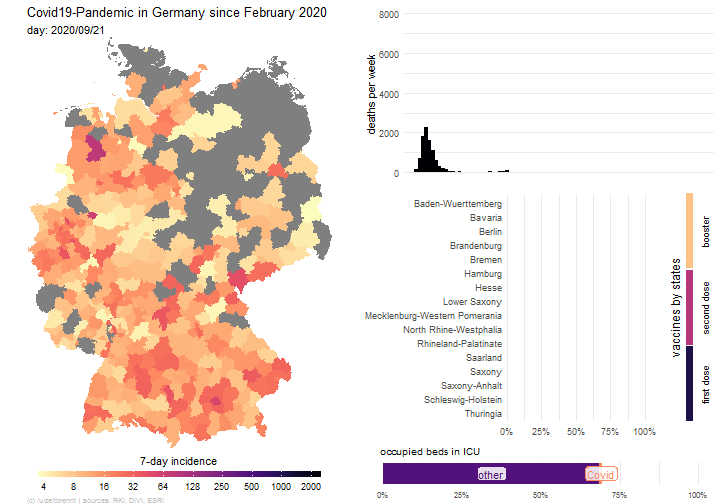 Covid19-Pandemic in Germany since February 2020
day: 2020/09/21
7-day incidence
4 8 16 32 64 128 250 500 1000 2000
(c) /u/zeltbrennt | sources: RKI, DIVI, ESRI
deaths per week
8000
6000
4000
2000
0
Baden-Wuerttemberg
Bavaria
Berlin
Brandenburg
Bremen
Hamburg
Hesse
Lower Saxony
Mecklenburg-Western Pomerania
North Rhine-Westphalia
Rhineland-Palatinate
Saarland
Saxony
Saxony-Anhalt
Schleswig-Holstein
Thuringia
0% 25% 50% 75% 100%
vaccines by states
booster
second dose
first dose
occupied beds in ICU
other Covid
0% 25% 50% 75% 100%